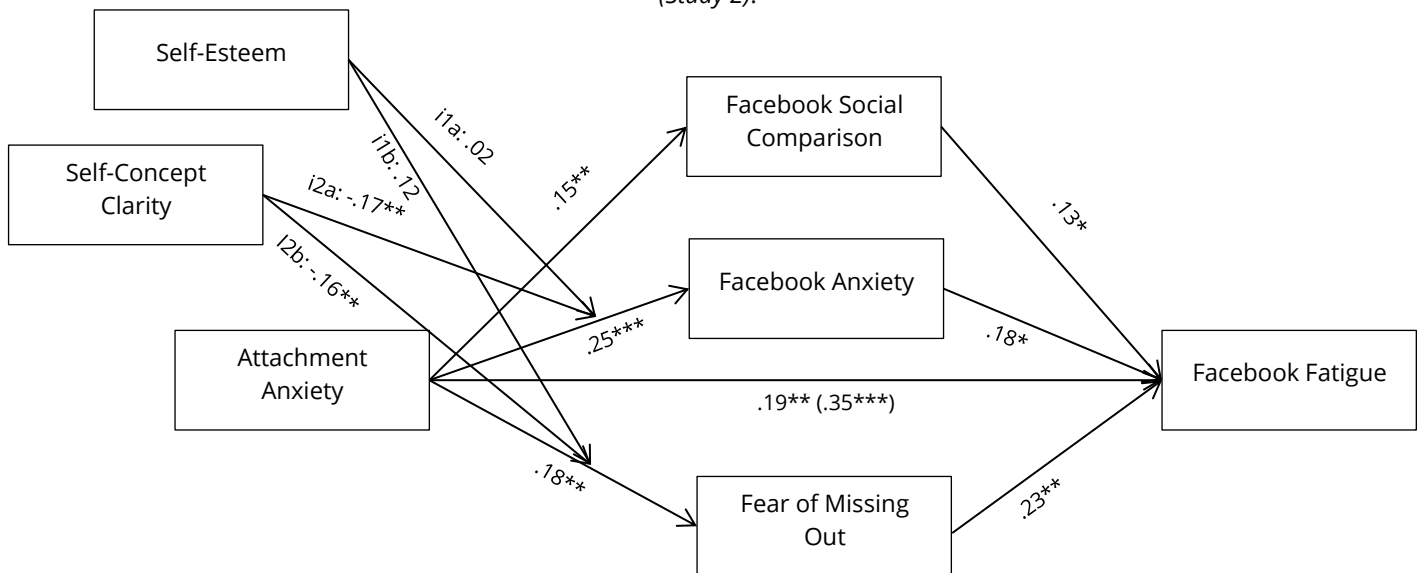 (Study 2).
Self-Esteem
Facebook Social
Comparison
i1a: .02
i1b: .12
Self-Concept
Clarity
i2a: -.17**
.15**
.13*
I2b: -.16**
Facebook Anxiety
.25***
.18*
Attachment
Anxiety
Facebook Fatigue
.19** (.35***)
.18**
Fear of Missing
Out
.23**